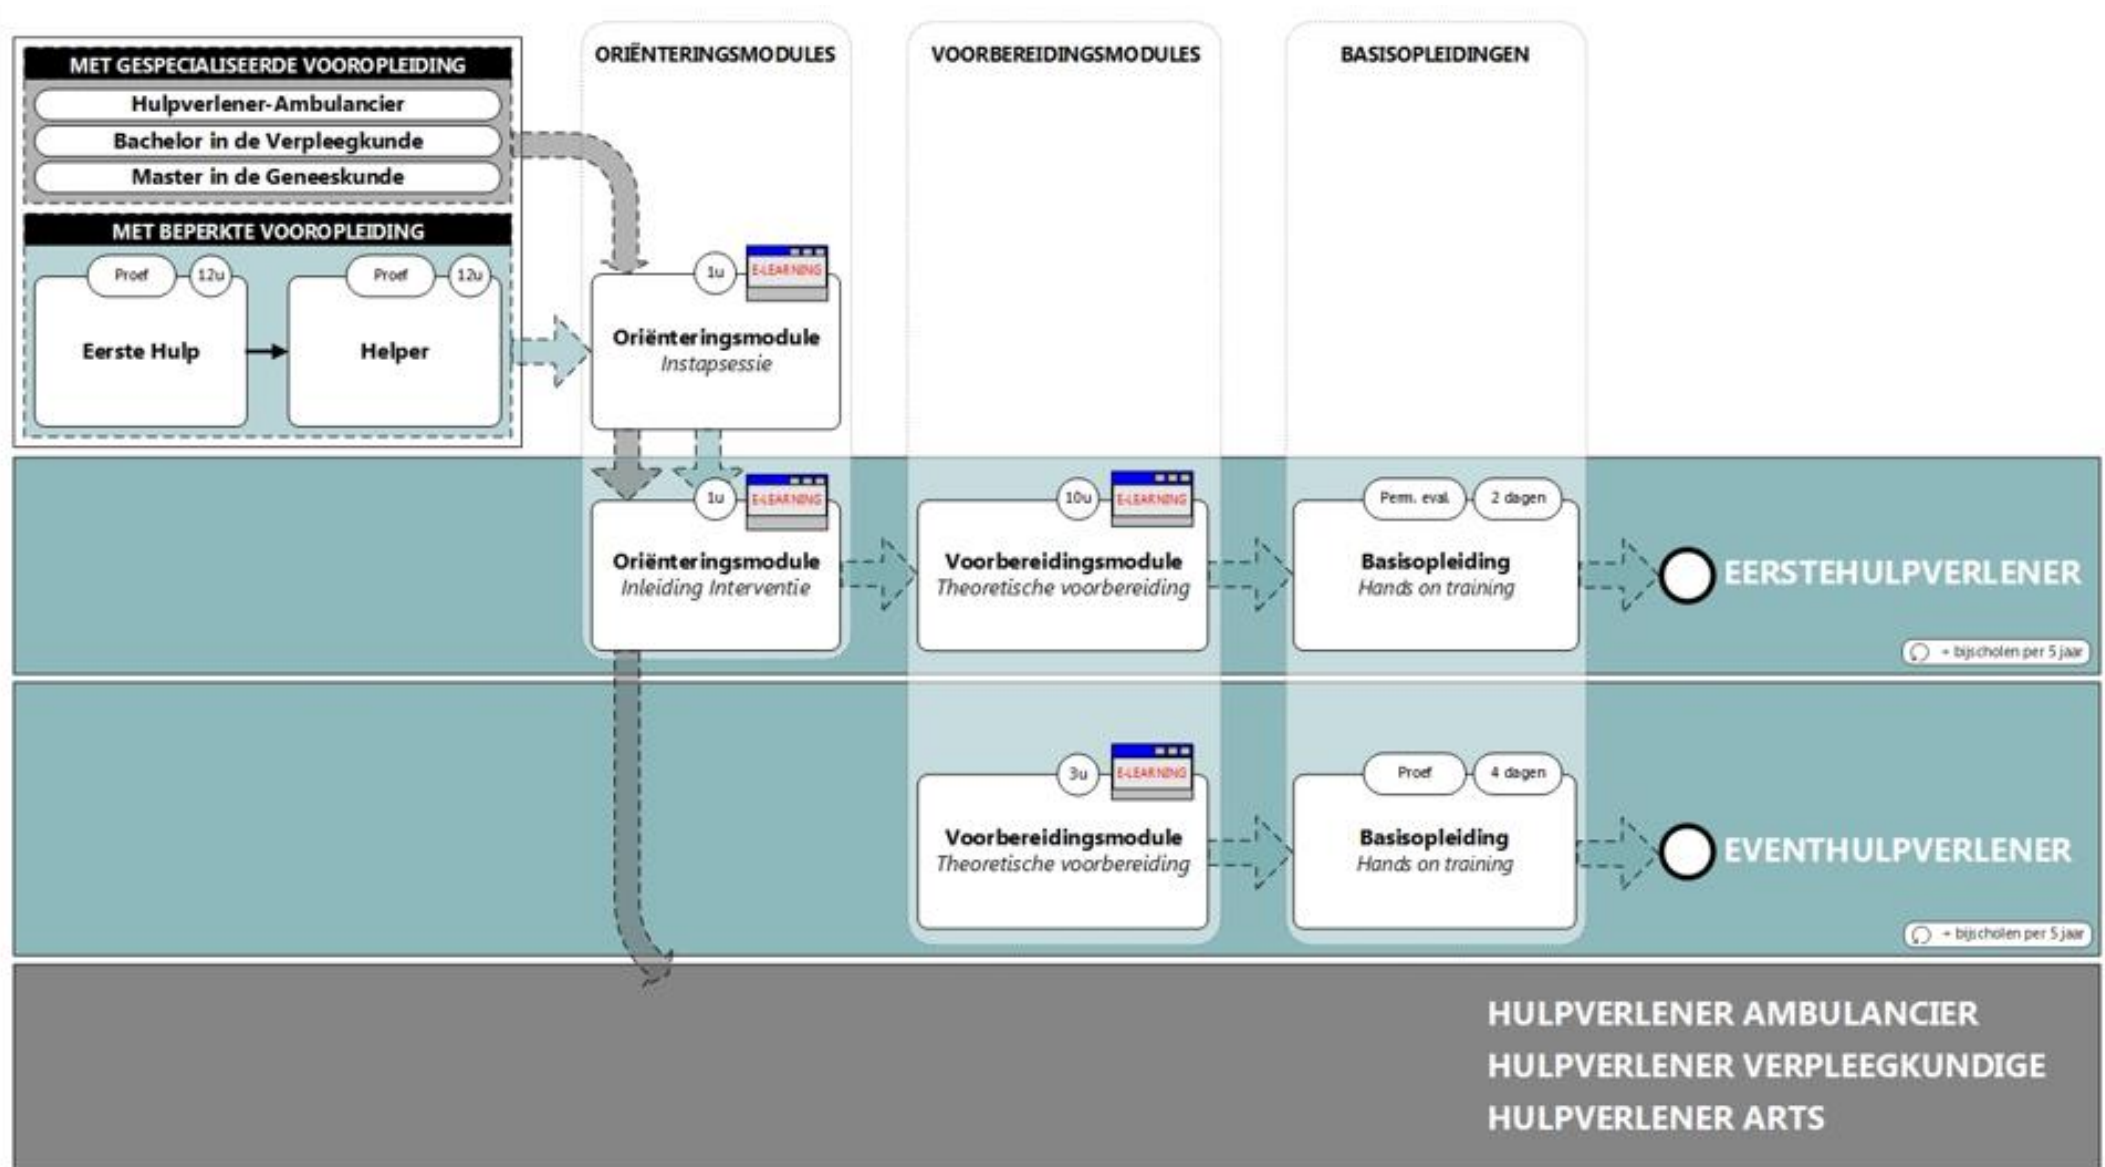 ORIËNTERINGSMODULES
VOORBEREIDINGSMODULES
BASISOPLEIDINGEN
MET GESPECIALISEERDE VOOROPLEIDING
Hulpverlener-Ambulancier
Bachelor in de Verpleegkunde
Master in de Geneeskunde
MET BEPERKTE VOOROPLEIDING
Proef
12u
Eerste Hulp
Proef
12u
Helper
1u
E-LEARNING
Oriënteringsmodule
Instapsessie
1u
E-LEARNING
Oriënteringsmodule
Inleiding Interventie
10u
E-LEARNING
Voorbereidingsmodule
Theoretische voorbereiding
Perm. eval.
2 dagen
Basisopleiding
Hands on training
EERSTEHULPVERLENER
= bijscholen per 5 jaar
3u
E-LEARNING
Voorbereidingsmodule
Theoretische voorbereiding
Proef
4 dagen
Basisopleiding
Hands on training
EVENTHULPVERLENER
= bijscholen per 5 jaar
HULPVERLENER AMBULANCIER
HULPVERLENER VERPLEEGKUNDIGE
HULPVERLENER ARTS